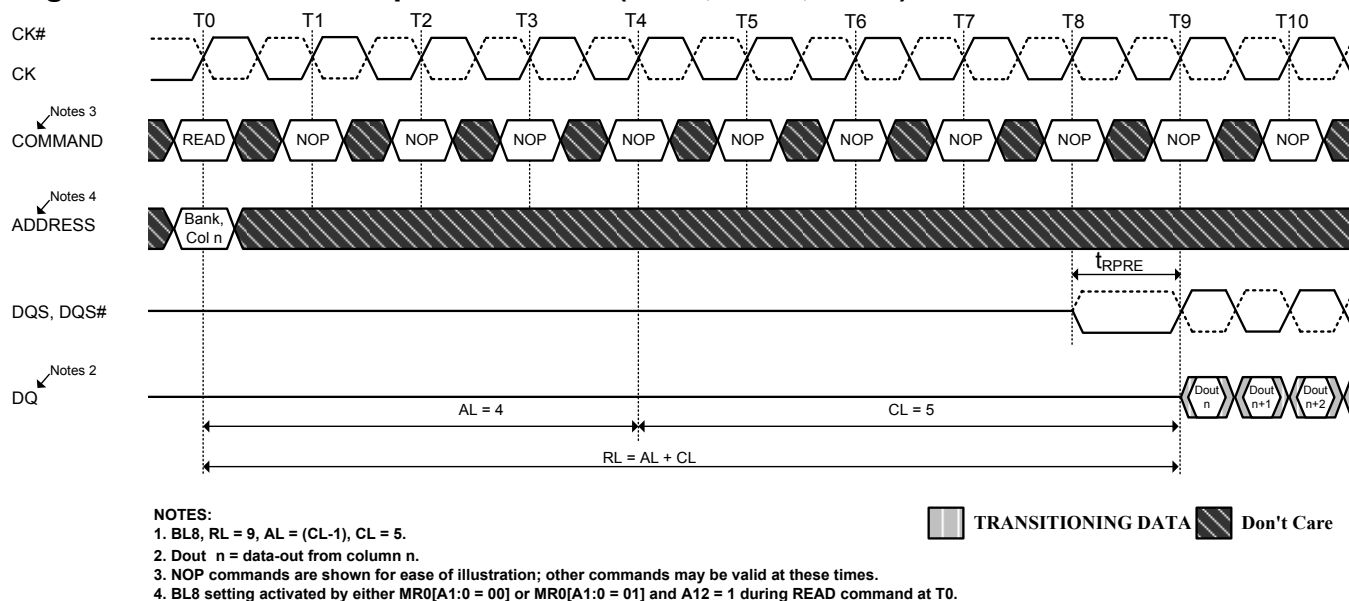 T0 T1 T2 T3 T4 T5 T6 T7 T8 T9 T10
CK#
CK
Notes 3
COMMAND READ NOP NOP NOP NOP NOP NOP NOP NOP NOP NOP
Notes 4
ADDRESS
Bank,
Col n
tRPRE
DQS, DQS#
Notes 2
DQ
Dout
n
Dout
n+1
Dout
n+2
AL = 4 CL = 5
RL = AL + CL
NOTES:
1. BL8, RL = 9, AL = (CL-1), CL = 5.
2. Dout n = data-out from column n.
3. NOP commands are shown for ease of illustration; other commands may be valid at these times.
4. BL8 setting activated by either MR0[A1:0 = 00] or MR0[A1:0 = 01] and A12 = 1 during READ command at T0.
TRANSITIONING DATA Don't Care